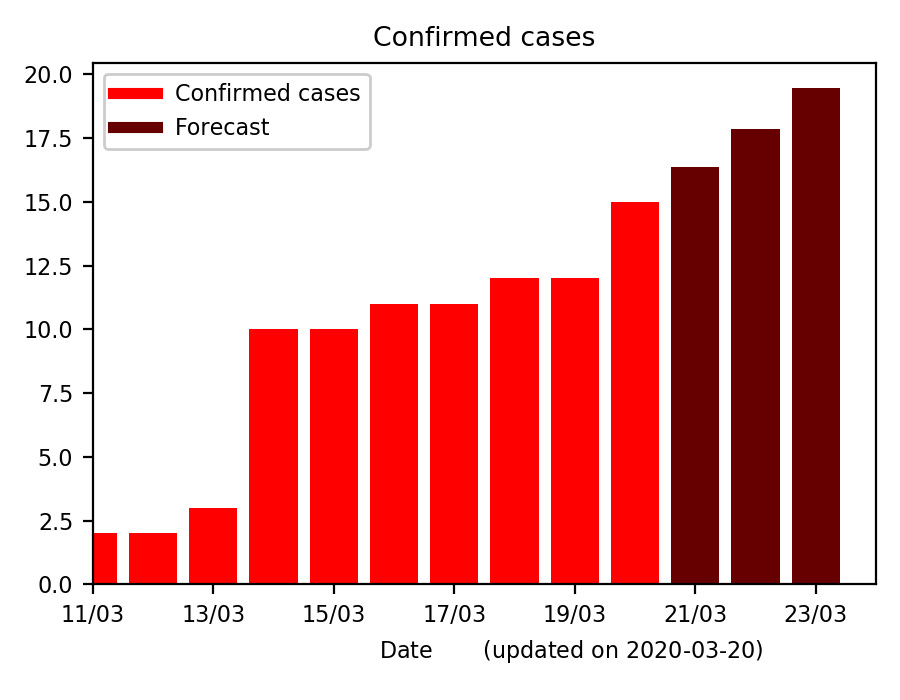 Confirmed cases
20.0
17.5
15.0
12.5
10.0
7.5
5.0
2.5
0.0
Confirmed cases
Forecast
11/03 13/03 15/03 17/03 19/03 21/03 23/03
Date (updated on 2020-03-20)